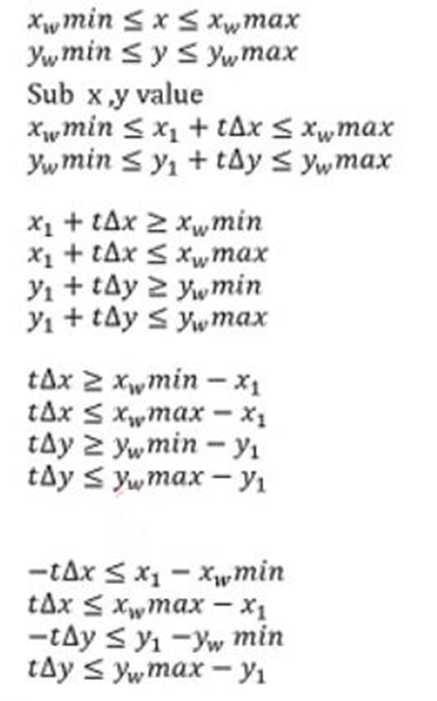 xwmin ≤ x ≤ xwmax
ywmin ≤ y ≤ ywmax
Sub x ,y value
xwmin ≤ x₁ + tΔx ≤ xwmax
ywmin ≤ y₁ + tΔy ≤ ywmax
x₁ + tΔx ≥ xwmin
x₁ + tΔx ≤ xwmax
y₁ + tΔy ≥ ywmin
y₁ + tΔy ≤ ywmax
tΔx ≥ xwmin − x₁
tΔx ≤ xwmax − x₁
tΔy ≥ ywmin − y₁
tΔy ≤ ywmax − y₁
−tΔx ≤ x₁ − xwmin
tΔx ≤ xwmax − x₁
−tΔy ≤ y₁ −yw min
tΔy ≤ ywmax − y₁